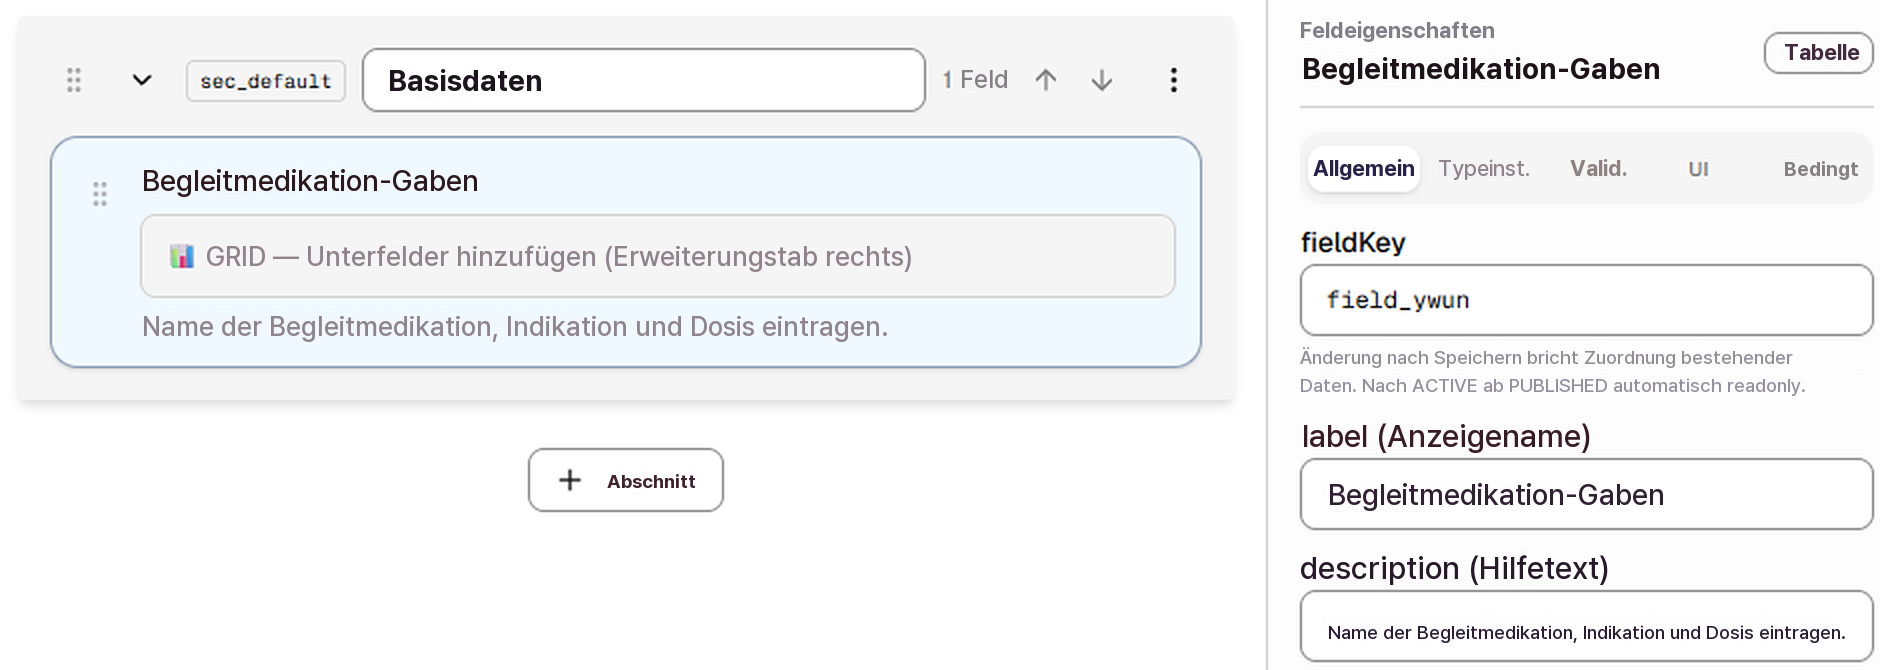 sec_default
Basisdaten
1 Feld
Begleitmedikation-Gaben
GRID — Unterfelder hinzufügen (Erweiterungstab rechts)
Name der Begleitmedikation, Indikation und Dosis eintragen.
Abschnitt
Feldeigenschaften
Begleitmedikation-Gaben
Tabelle
Allgemein Typeinst. Valid. UI Bedingt
fieldKey
field_ywun
Änderung nach Speichern bricht Zuordnung bestehender
Daten. Nach ACTIVE ab PUBLISHED automatisch readonly.
label (Anzeigename)
Begleitmedikation-Gaben
description (Hilfetext)
Name der Begleitmedikation, Indikation und Dosis eintragen.